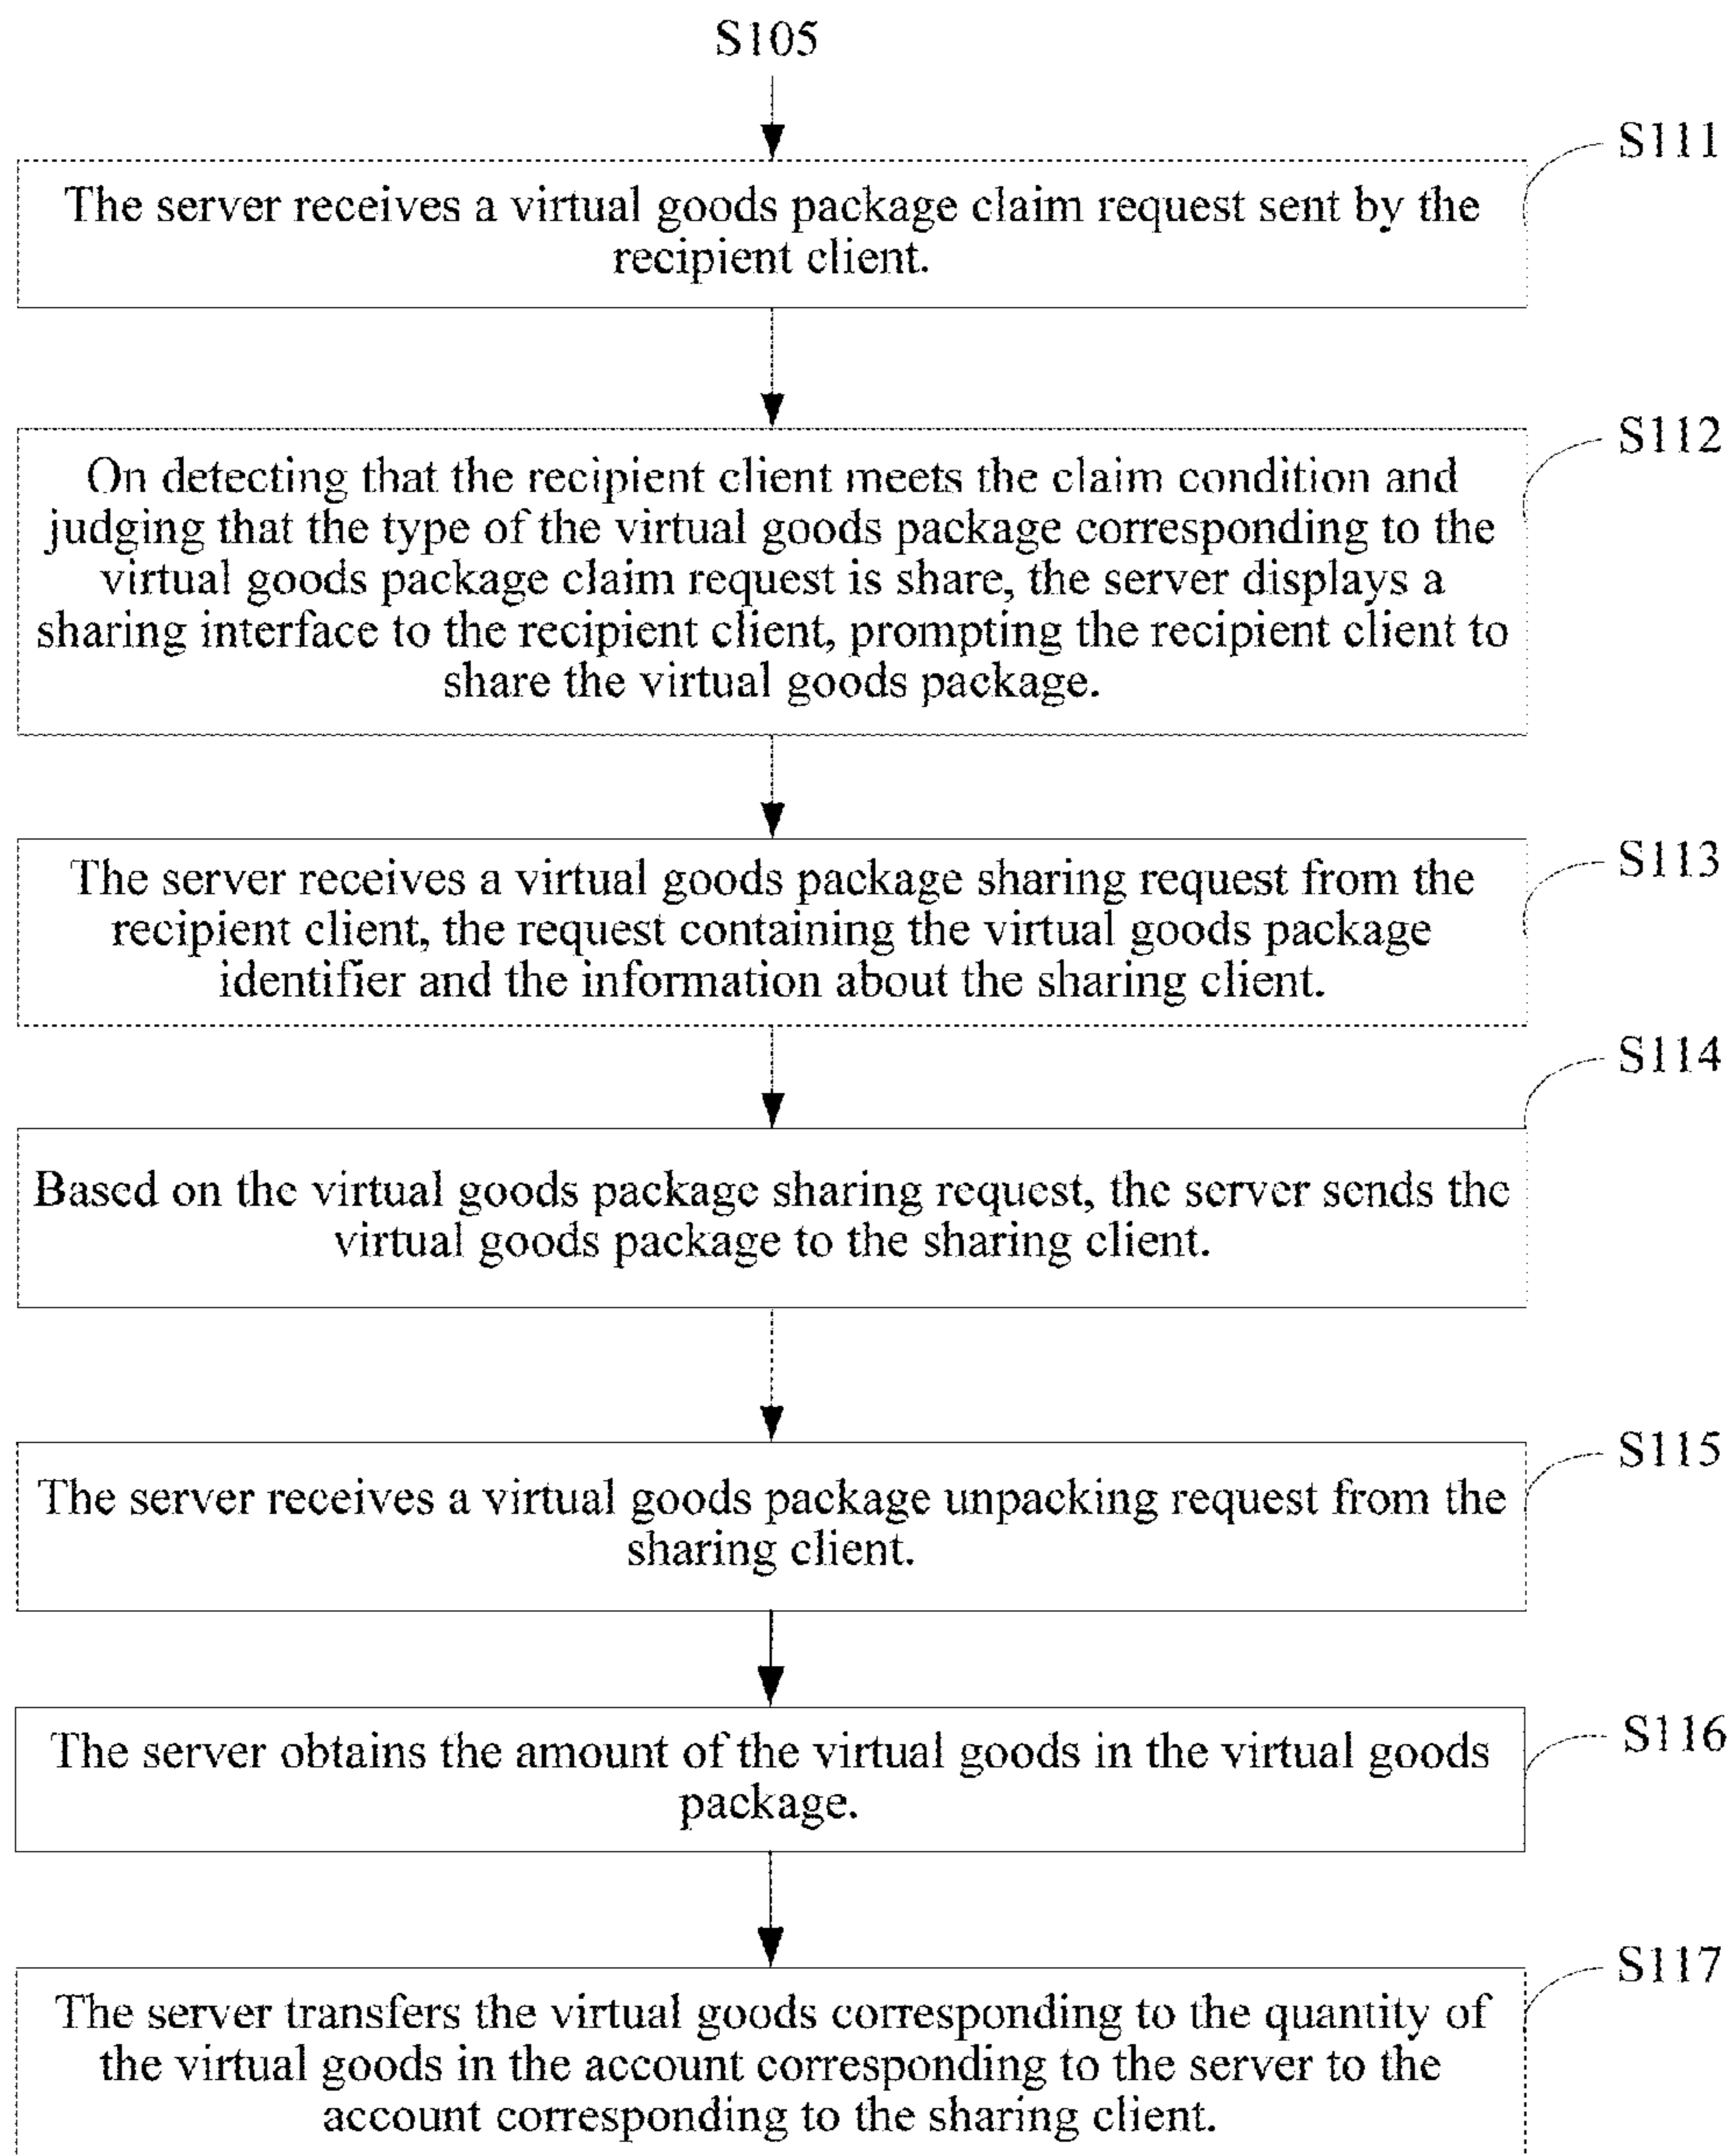 S105
S111
The server receives a virtual goods package claim request sent by the
recipient client.
S112
On detecting that the recipient client meets the claim condition and
judging that the type of the virtual goods package corresponding to the
virtual goods package claim request is share, the server displays a
sharing interface to the recipient client, prompting the recipient client to
share the virtual goods package.
S113
The server receives a virtual goods package sharing request from the
recipient client, the request containing the virtual goods package
identifier and the information about the sharing client.
S114
Based on the virtual goods package sharing request, the server sends the
virtual goods package to the sharing client.
S115
The server receives a virtual goods package unpacking request from the
sharing client.
S116
The server obtains the amount of the virtual goods in the virtual goods
package.
S117
The server transfers the virtual goods corresponding to the quantity of
the virtual goods in the account corresponding to the server to the
account corresponding to the sharing client.